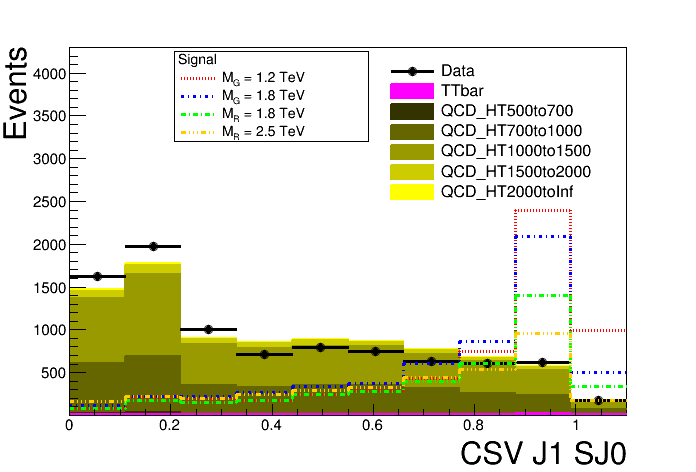 Events
4000
3500
3000
2500
2000
1500
1000
500
0
0.2
0.4
0.6
0.8
1
CSV J1 SJ0
Signal
M_G = 1.2 TeV
M_G = 1.8 TeV
M_R = 1.8 TeV
M_R = 2.5 TeV
Data
TTbar
QCD_HT500to700
QCD_HT700to1000
QCD_HT1000to1500
QCD_HT1500to2000
QCD_HT2000toInf